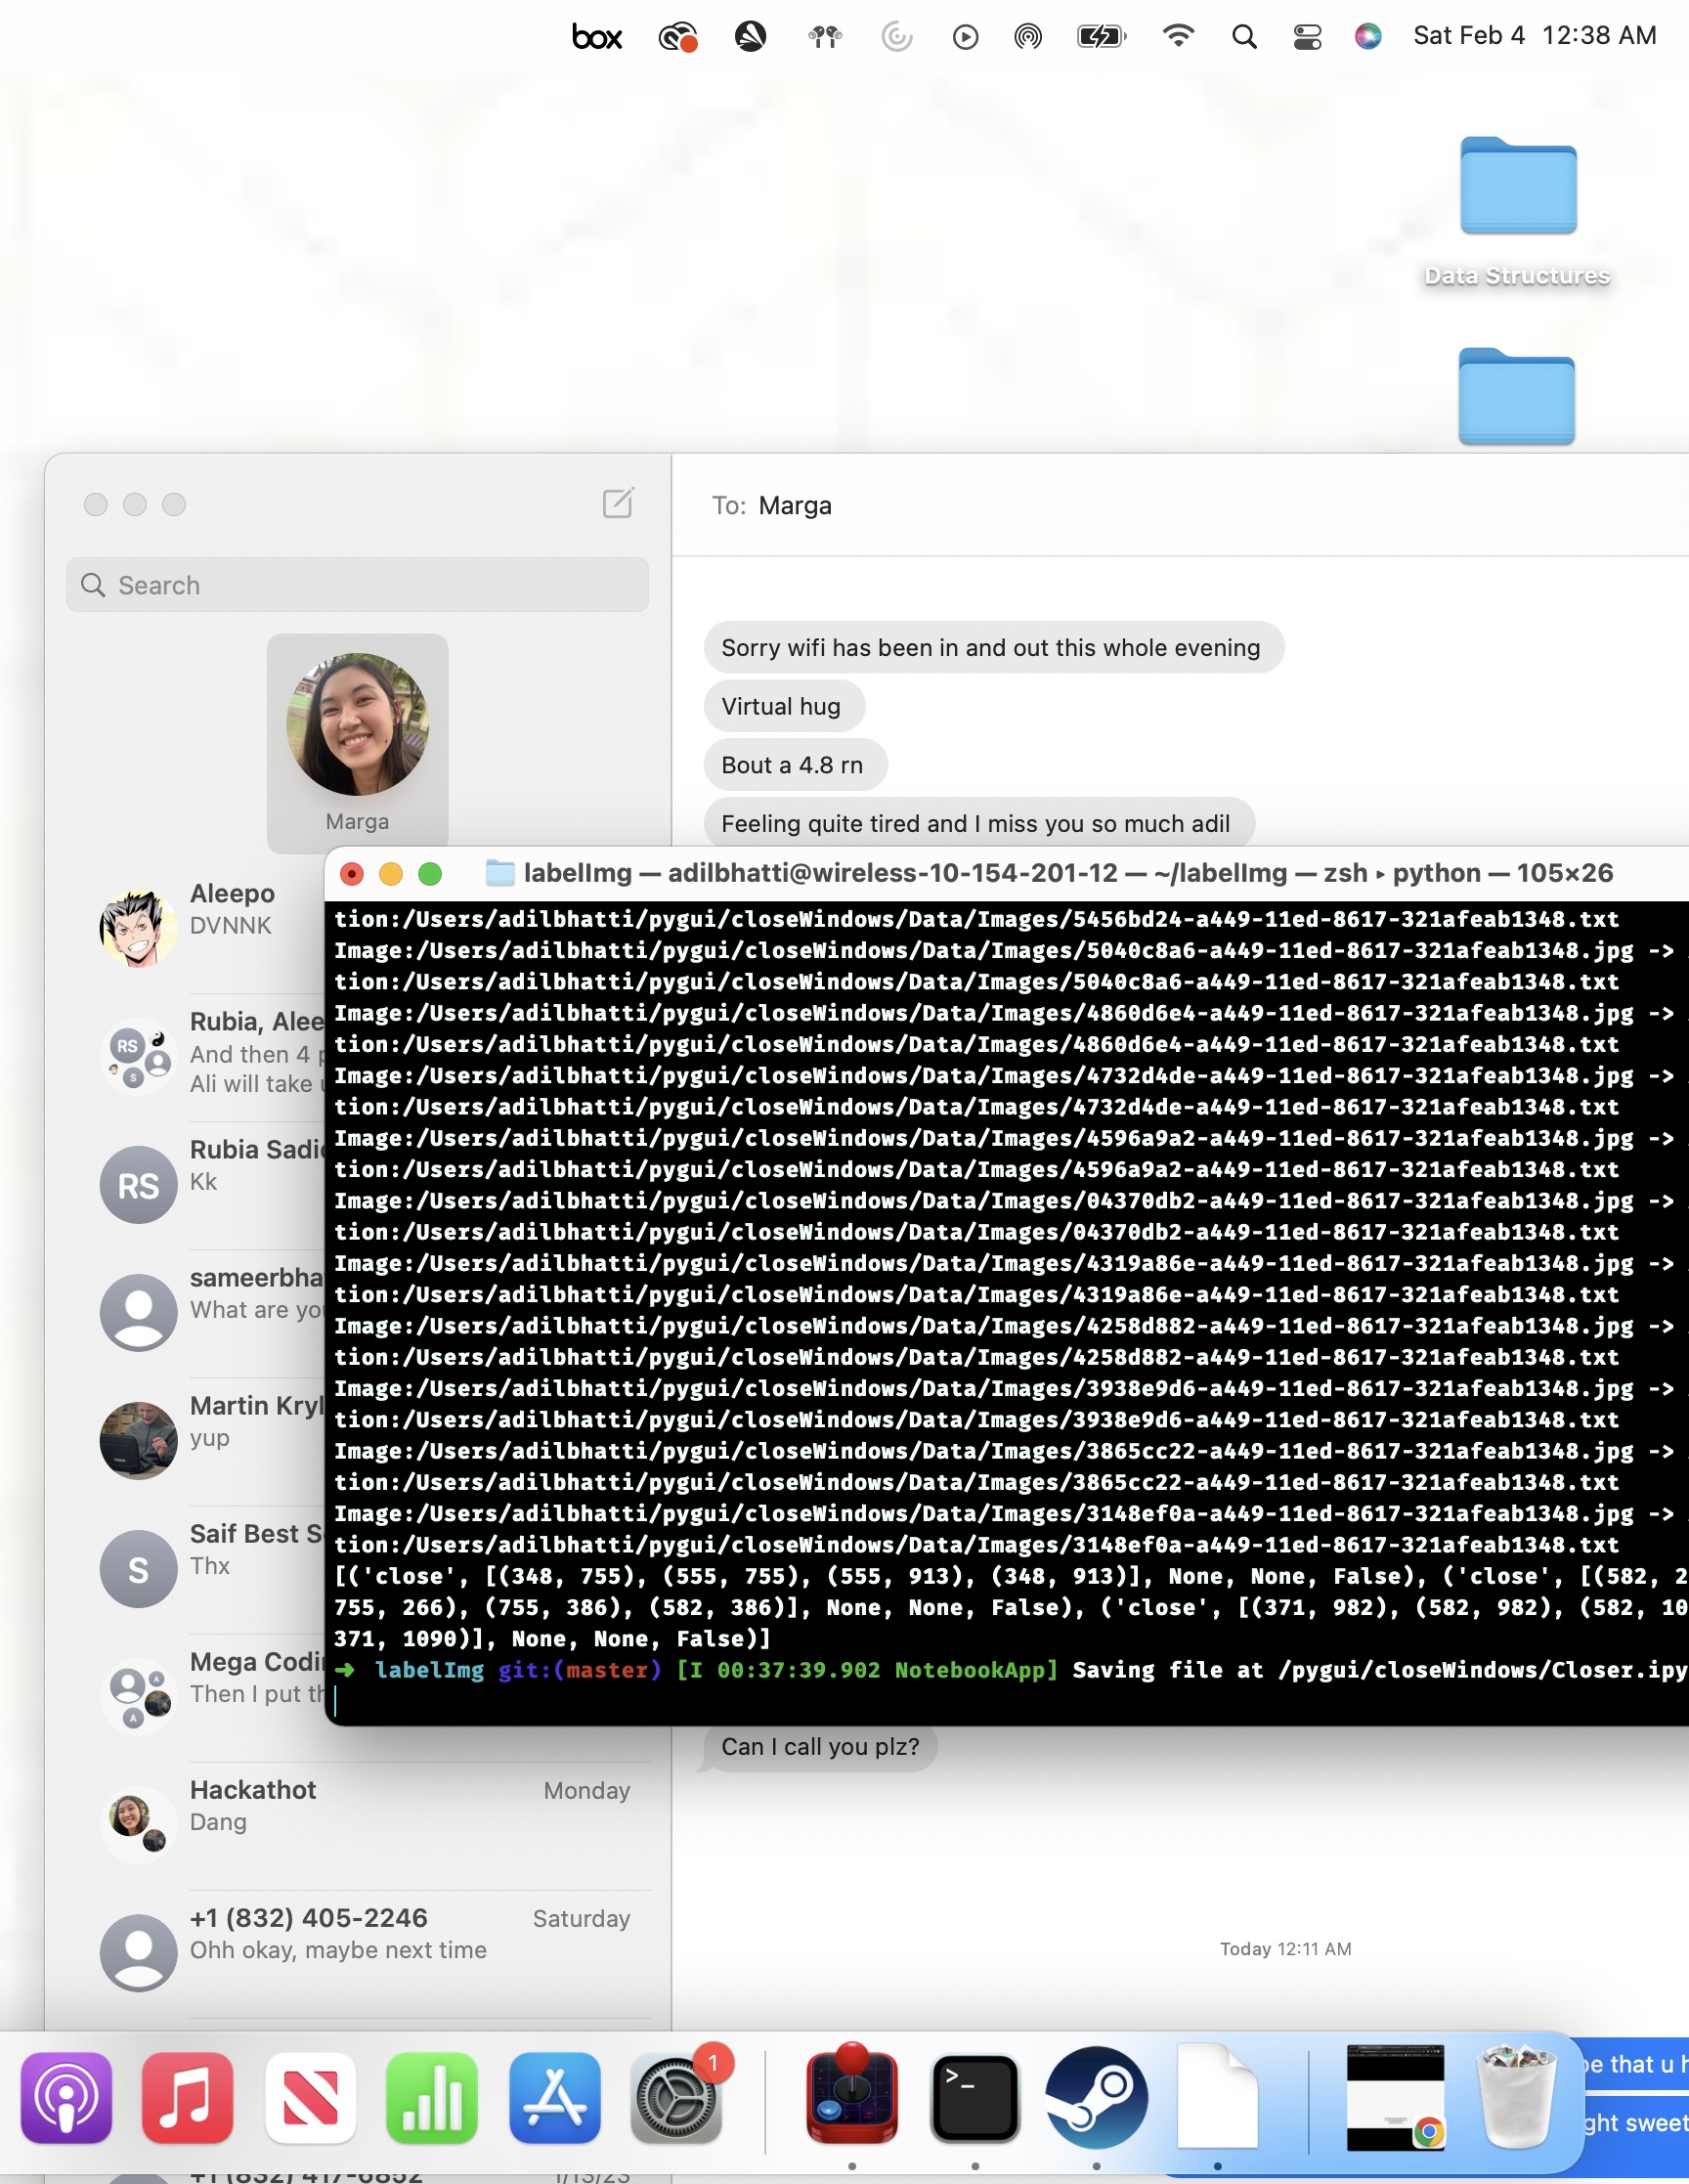 box
Sat Feb 4 12:38 AM
Data Structures
To: Marga
Search
Marga
Sorry wifi has been in and out this whole evening
Virtual hug
Bout a 4.8 rn
Feeling quite tired and I miss you so much adil
Aleepo
DVNNK
RS
S
Rubia, Alee
And then 4 p
Ali will take u
RS
Rubia Sadi
Kk
sameerbha
What are you
Martin Kryl
yup
S
Saif Best S
Thx
A
A
Mega Codi
Then I put th
labelImg — adilbhatti@wireless-10-154-201-12 — ~/labelImg — zsh ▸ python — 105×26
tion:/Users/adilbhatti/pygui/closeWindows/Data/Images/5456bd24-a449-11ed-8617-321afeab1348.txt
Image:/Users/adilbhatti/pygui/closeWindows/Data/Images/5040c8a6-a449-11ed-8617-321afeab1348.jpg ->
tion:/Users/adilbhatti/pygui/closeWindows/Data/Images/5040c8a6-a449-11ed-8617-321afeab1348.txt
Image:/Users/adilbhatti/pygui/closeWindows/Data/Images/4860d6e4-a449-11ed-8617-321afeab1348.jpg ->
tion:/Users/adilbhatti/pygui/closeWindows/Data/Images/4860d6e4-a449-11ed-8617-321afeab1348.txt
Image:/Users/adilbhatti/pygui/closeWindows/Data/Images/4732d4de-a449-11ed-8617-321afeab1348.jpg ->
tion:/Users/adilbhatti/pygui/closeWindows/Data/Images/4732d4de-a449-11ed-8617-321afeab1348.txt
Image:/Users/adilbhatti/pygui/closeWindows/Data/Images/4596a9a2-a449-11ed-8617-321afeab1348.jpg ->
tion:/Users/adilbhatti/pygui/closeWindows/Data/Images/4596a9a2-a449-11ed-8617-321afeab1348.txt
Image:/Users/adilbhatti/pygui/closeWindows/Data/Images/04370db2-a449-11ed-8617-321afeab1348.jpg ->
tion:/Users/adilbhatti/pygui/closeWindows/Data/Images/04370db2-a449-11ed-8617-321afeab1348.txt
Image:/Users/adilbhatti/pygui/closeWindows/Data/Images/4319a86e-a449-11ed-8617-321afeab1348.jpg ->
tion:/Users/adilbhatti/pygui/closeWindows/Data/Images/4319a86e-a449-11ed-8617-321afeab1348.txt
Image:/Users/adilbhatti/pygui/closeWindows/Data/Images/4258d882-a449-11ed-8617-321afeab1348.jpg ->
tion:/Users/adilbhatti/pygui/closeWindows/Data/Images/4258d882-a449-11ed-8617-321afeab1348.txt
Image:/Users/adilbhatti/pygui/closeWindows/Data/Images/3938e9d6-a449-11ed-8617-321afeab1348.jpg ->
tion:/Users/adilbhatti/pygui/closeWindows/Data/Images/3938e9d6-a449-11ed-8617-321afeab1348.txt
Image:/Users/adilbhatti/pygui/closeWindows/Data/Images/3865cc22-a449-11ed-8617-321afeab1348.jpg ->
tion:/Users/adilbhatti/pygui/closeWindows/Data/Images/3865cc22-a449-11ed-8617-321afeab1348.txt
Image:/Users/adilbhatti/pygui/closeWindows/Data/Images/3148ef0a-a449-11ed-8617-321afeab1348.jpg ->
tion:/Users/adilbhatti/pygui/closeWindows/Data/Images/3148ef0a-a449-11ed-8617-321afeab1348.txt
[('close', [(348, 755), (555, 755), (555, 913), (348, 913)], None, None, False), ('close', [(582, 2
755, 266), (755, 386), (582, 386)], None, None, False), ('close', [(371, 982), (582, 982), (582, 10
371, 1090)], None, None, False)]
➜ labelImg git:(master) [I 00:37:39.902 NotebookApp] Saving file at /pygui/closeWindows/Closer.ipy
Can I call you plz?
Hackathot Monday
Dang
+1 (832) 405-2246 Saturday
Ohh okay, maybe next time
Today 12:11 AM
1
>_
pe that u h
ght sweet
+1 (832) 417-6852 1/13/23